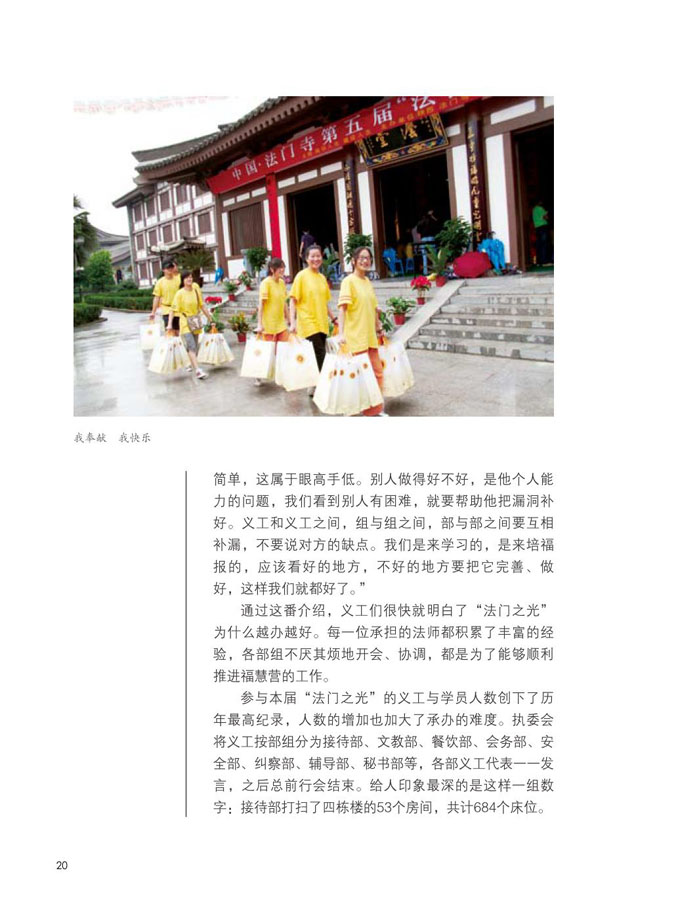 中国·法门寺第五届“法
我奉献　我快乐
简单，这属于眼高手低。别人做得好不好，是他个人能
力的问题，我们看到别人有困难，就要帮助他把漏洞补
好。义工和义工之间，组与组之间，部与部之间要互相
补漏，不要说对方的缺点。我们是来学习的，是来培福
报的，应该看好的地方，不好的地方要把它完善、做
好，这样我们就都好了。”
通过这番介绍，义工们很快就明白了“法门之光”
为什么越办越好。每一位承担的法师都积累了丰富的经
验，各部组不厌其烦地开会、协调，都是为了能够顺利
推进福慧营的工作。
参与本届“法门之光”的义工与学员人数创下了历
年最高纪录，人数的增加也加大了承办的难度。执委会
将义工按部组分为接待部、文教部、餐饮部、会务部、安
全部、纠察部、辅导部、秘书部等，各部义工代表一一发
言，之后总前行会结束。给人印象最深的是这样一组数
字：接待部打扫了四栋楼的53个房间，共计684个床位。
20